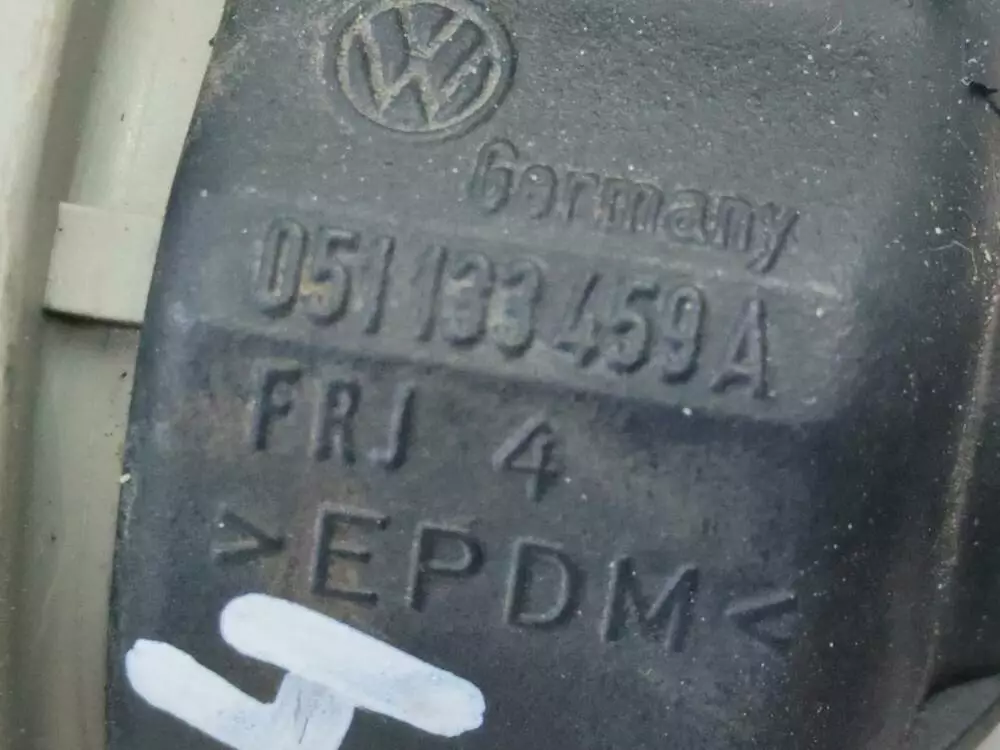 Germany
051 133 459 A
FRJ 4
>EPDM<